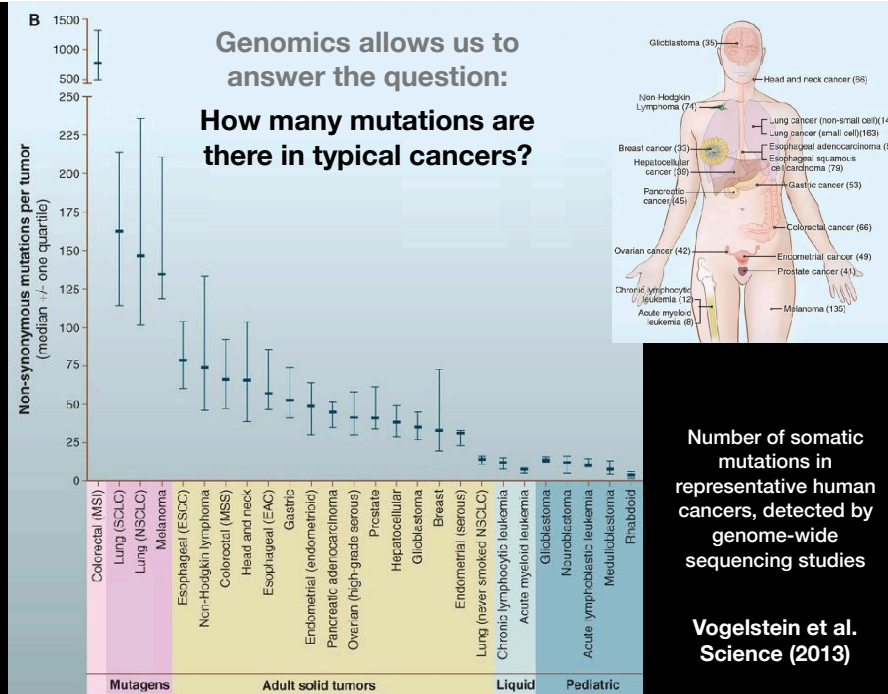 B
Genomics allows us to
answer the question:
How many mutations are
there in typical cancers?
Non-synonymous mutations per tumor
(median +/- one quartile)
1500
1000
500
250
225
200
175
150
125
100
75
50
25
0
Colorectal (MSI)
Lung (SCLC)
Lung (NSCLC)
Melanoma
Esophageal (ESCC)
Non-Hodgkin lymphoma
Colorectal (MSS)
Head and neck
Esophageal (EAC)
Gastric
Endometrial (endometrioid)
Pancreatic adenocarcinoma
Ovarian (high-grade serous)
Prostate
Hepatocellular
Glioblastoma
Breast
Endometrial (serous)
Lung (never smoked NSCLC)
Chronic lymphocytic leukemia
Acute myeloid leukemia
Glioblastoma
Neuroblastoma
Acute lymphoblastic leukemia
Medulloblastoma
Rhabdoid
Mutagens
Adult solid tumors
Liquid
Pediatric
Glioblastoma (35)
Head and neck cancer (66)
Non-Hodgkin
Lymphoma (74)
Lung cancer (non-small cell)
Lung cancer (small cell)(163)
Esophageal adenocarcinoma
Breast cancer (33)
Esophageal squamous
cell carcinoma (79)
Hepatocellular
cancer (39)
Gastric cancer (53)
Pancreatic
cancer (45)
Colorectal cancer (66)
Ovarian cancer (42)
Endometrial cancer (49)
Prostate cancer (41)
Chronic lymphocytic
leukemia (12)
Acute myeloid
leukemia (8)
Melanoma (135)
Number of somatic
mutations in
representative human
cancers, detected by
genome-wide
sequencing studies
Vogelstein et al.
Science (2013)